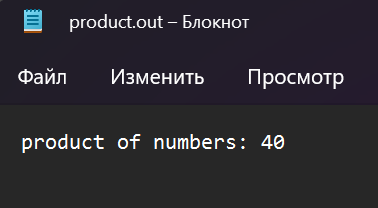 product.out – Блокнот
Файл Изменить Просмотр
product of numbers: 40